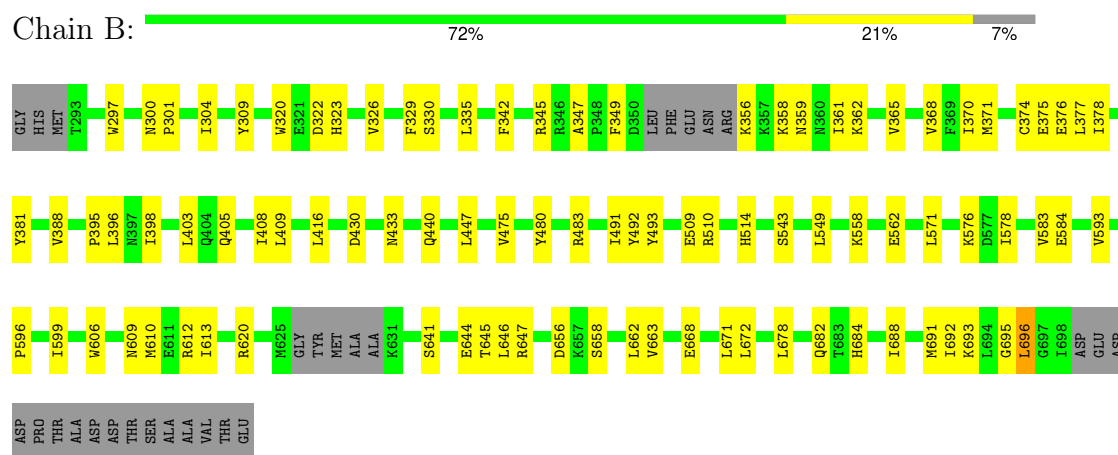 Chain B:
72% 21% 7%
GLY HIS MET T293 W297 N300 P301 I304 Y309 W320 E321 D322 H323 V326 F329 S330 L335 F342 R345 R346 A347 P348 F349 D350 LEU PHE GLU ASN ARG K356 K357 K358 N359 N360 I361 K362 V365 V368 F369 I370 M371 C374 E375 E376 L377 I378
Y381 V388 P395 L396 N397 I398 L403 Q404 Q405 I408 L409 L416 D430 N433 Q440 L447 V475 Y480 R483 I491 Y492 Y493 E509 R510 H514 S543 L549 K558 E562 L571 K576 D577 I578 V583 E584 V593
P596 I599 W606 N609 M610 E611 R612 I613 R620 M625 GLY TYR MET ALA ALA K631 S641 E644 T645 L646 R647 D656 K657 S658 L662 V663 E668 L671 L672 L678 Q682 T683 H684 I688 M691 I692 K693 L694 G695 L696 G697 I698 ASP GLU ASP
ASP PRO THR ALA ASP ASP THR SER ALA ALA VAL THR GLU